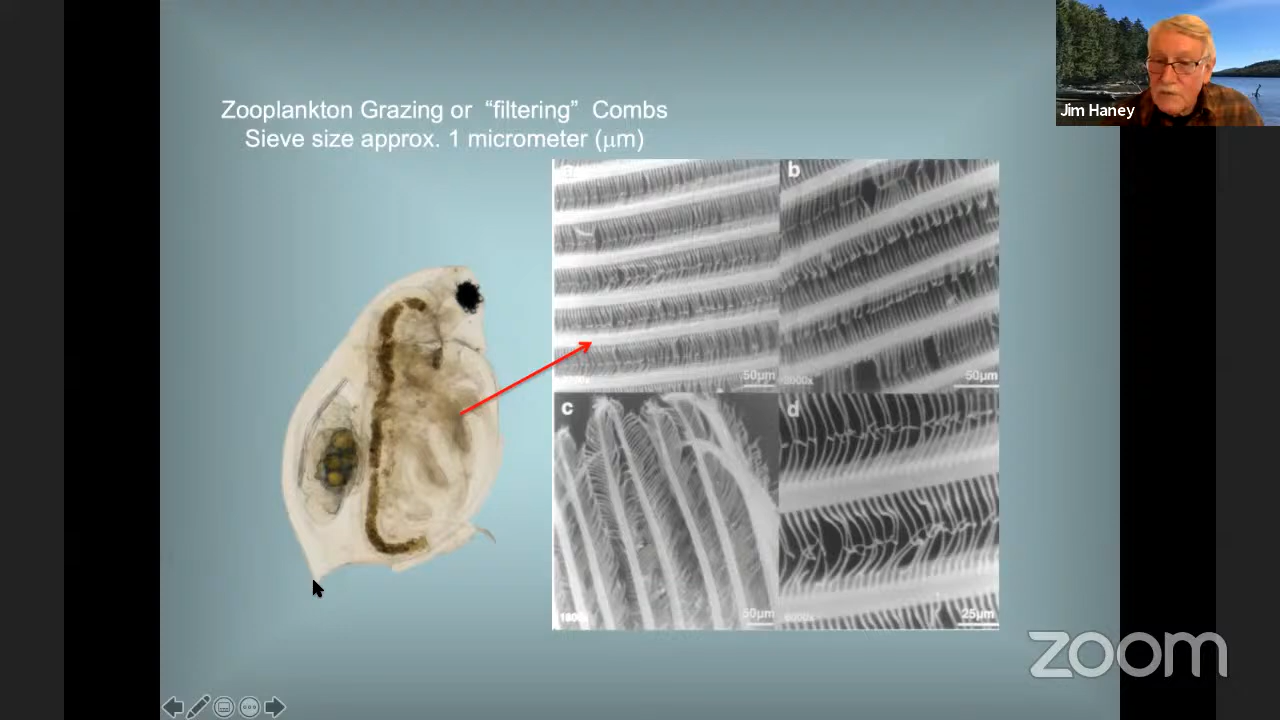 Jim Haney
Zooplankton Grazing or “filtering” Combs
Sieve size approx. 1 micrometer (μm)
b
50μm
50μm
c
d
50μm
25μm
zoom